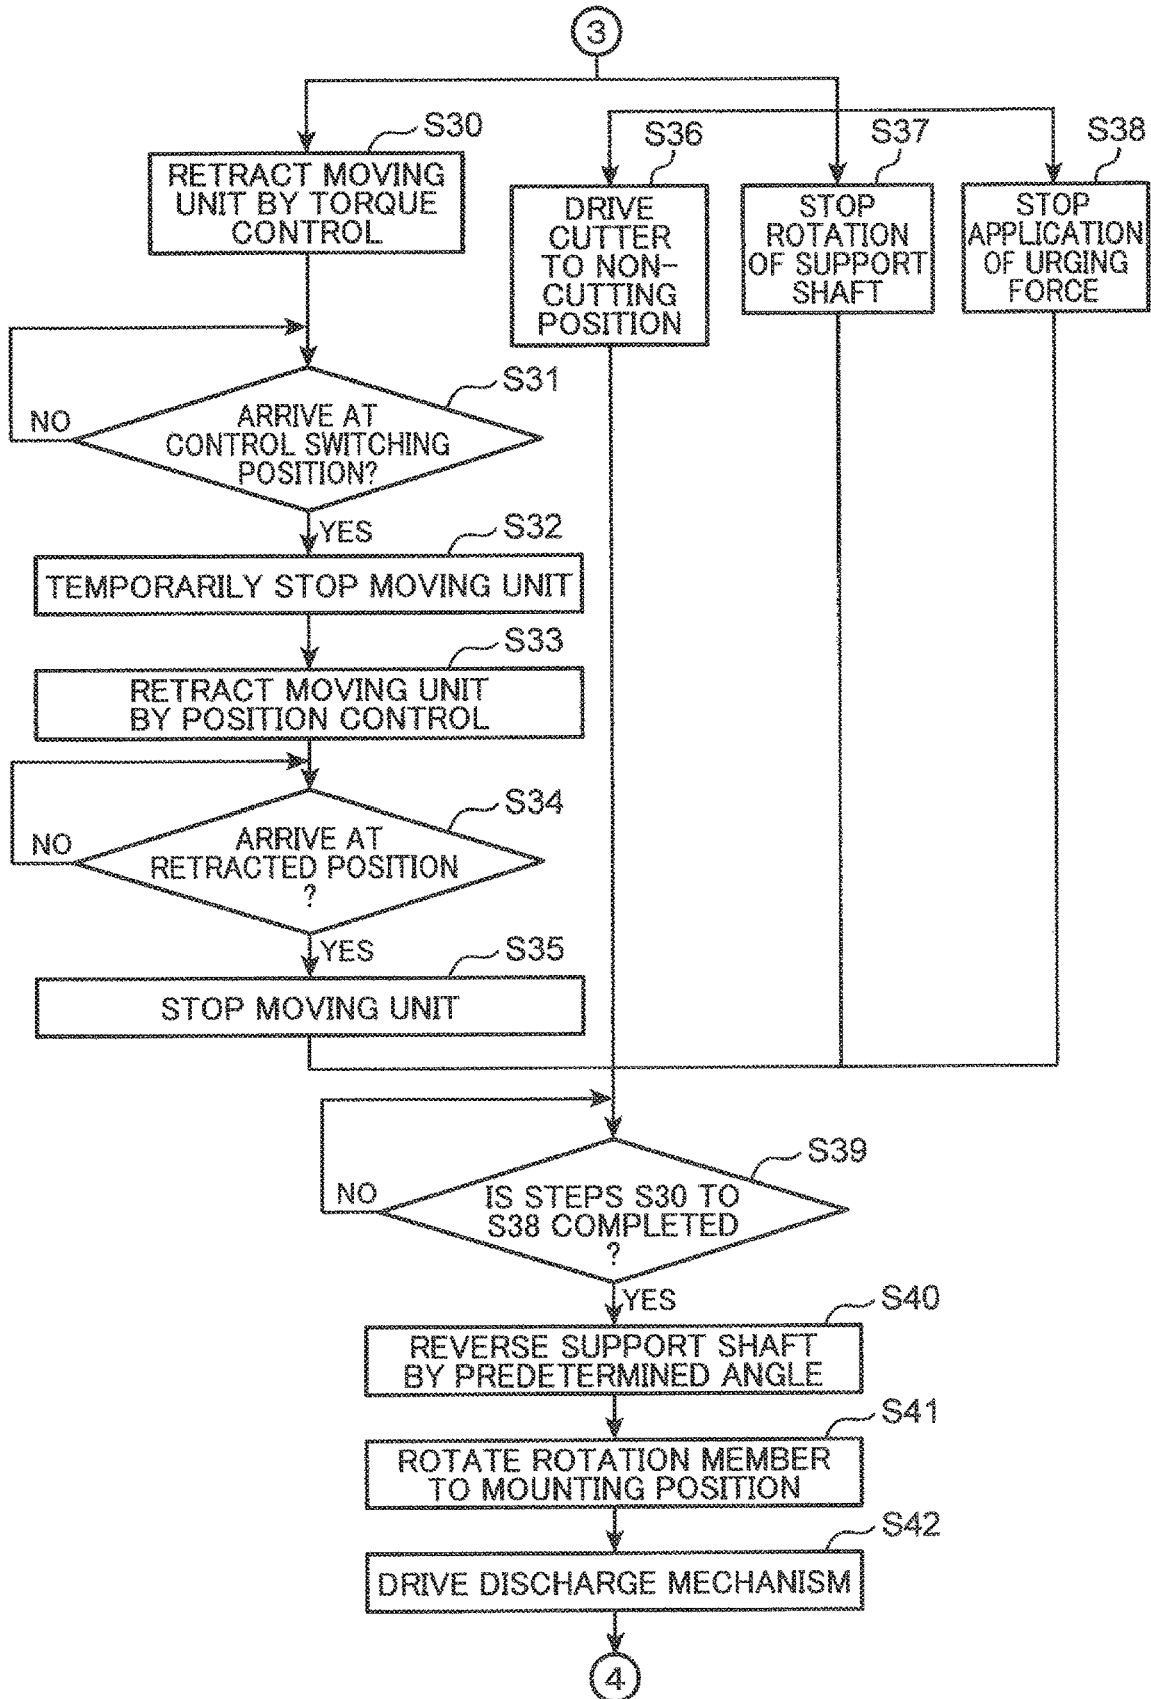 3
S30
RETRACT MOVING
UNIT BY TORQUE
CONTROL
S36
DRIVE
CUTTER
TO NON-
CUTTING
POSITION
S37
STOP
ROTATION
OF SUPPORT
SHAFT
S38
STOP
APPLICATION
OF URGING
FORCE
S31
NO
ARRIVE AT
CONTROL SWITCHING
POSITION?
YES
S32
TEMPORARILY STOP MOVING UNIT
S33
RETRACT MOVING UNIT
BY POSITION CONTROL
S34
NO
ARRIVE AT
RETRACTED POSITION
?
YES
S35
STOP MOVING UNIT
S39
NO
IS STEPS S30 TO
S38 COMPLETED
?
YES
S40
REVERSE SUPPORT SHAFT
BY PREDETERMINED ANGLE
S41
ROTATE ROTATION MEMBER
TO MOUNTING POSITION
S42
DRIVE DISCHARGE MECHANISM
4